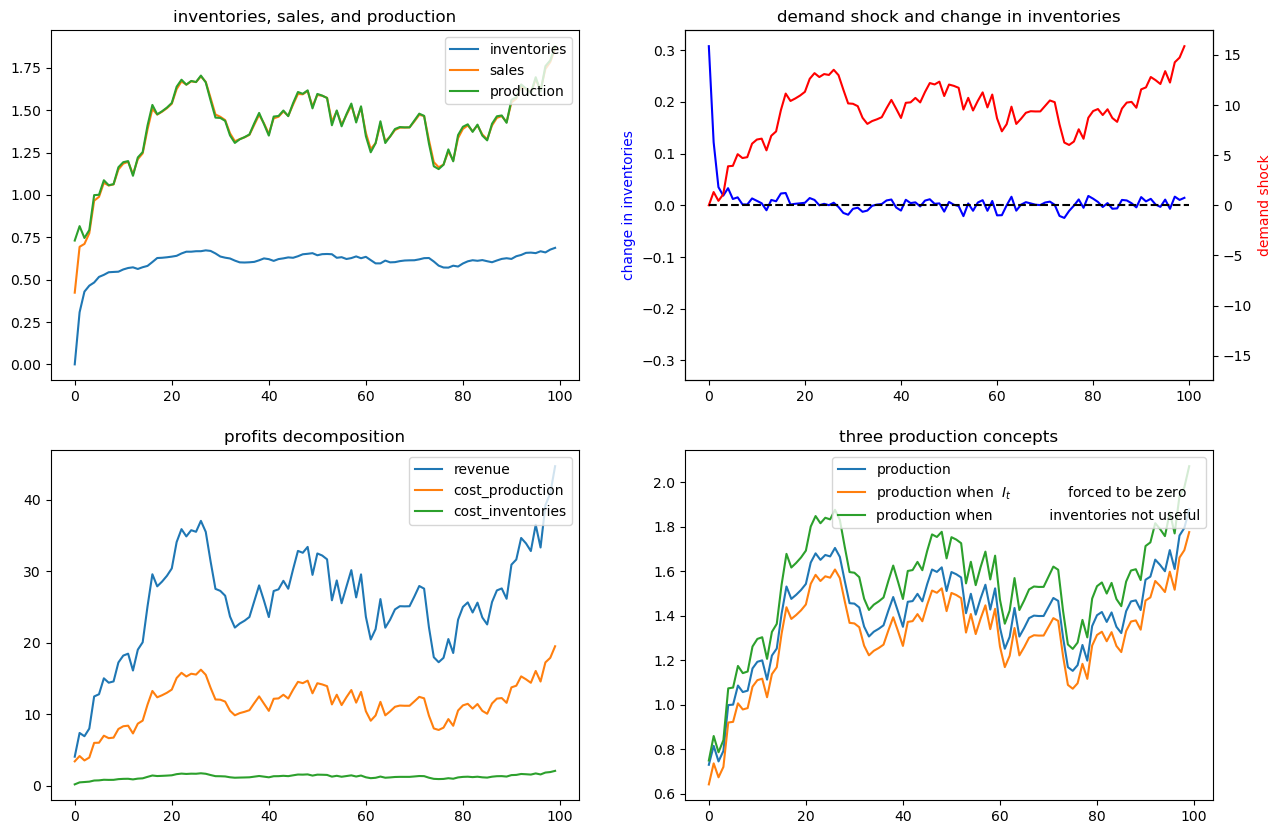 inventories, sales, and production
inventories
sales
production
1.75
1.50
1.25
1.00
0.75
0.50
0.25
0.00
0 20 40 60 80 100
demand shock and change in inventories
change in inventories
0.3
0.2
0.1
0.0
−0.1
−0.2
−0.3
15
10
5
0
−5
−10
−15
demand shock
0 20 40 60 80 100
profits decomposition
revenue
cost_production
cost_inventories
40
30
20
10
0
0 20 40 60 80 100
three production concepts
production
production when I_t forced to be zero
production when inventories not useful
2.0
1.8
1.6
1.4
1.2
1.0
0.8
0.6
0 20 40 60 80 100